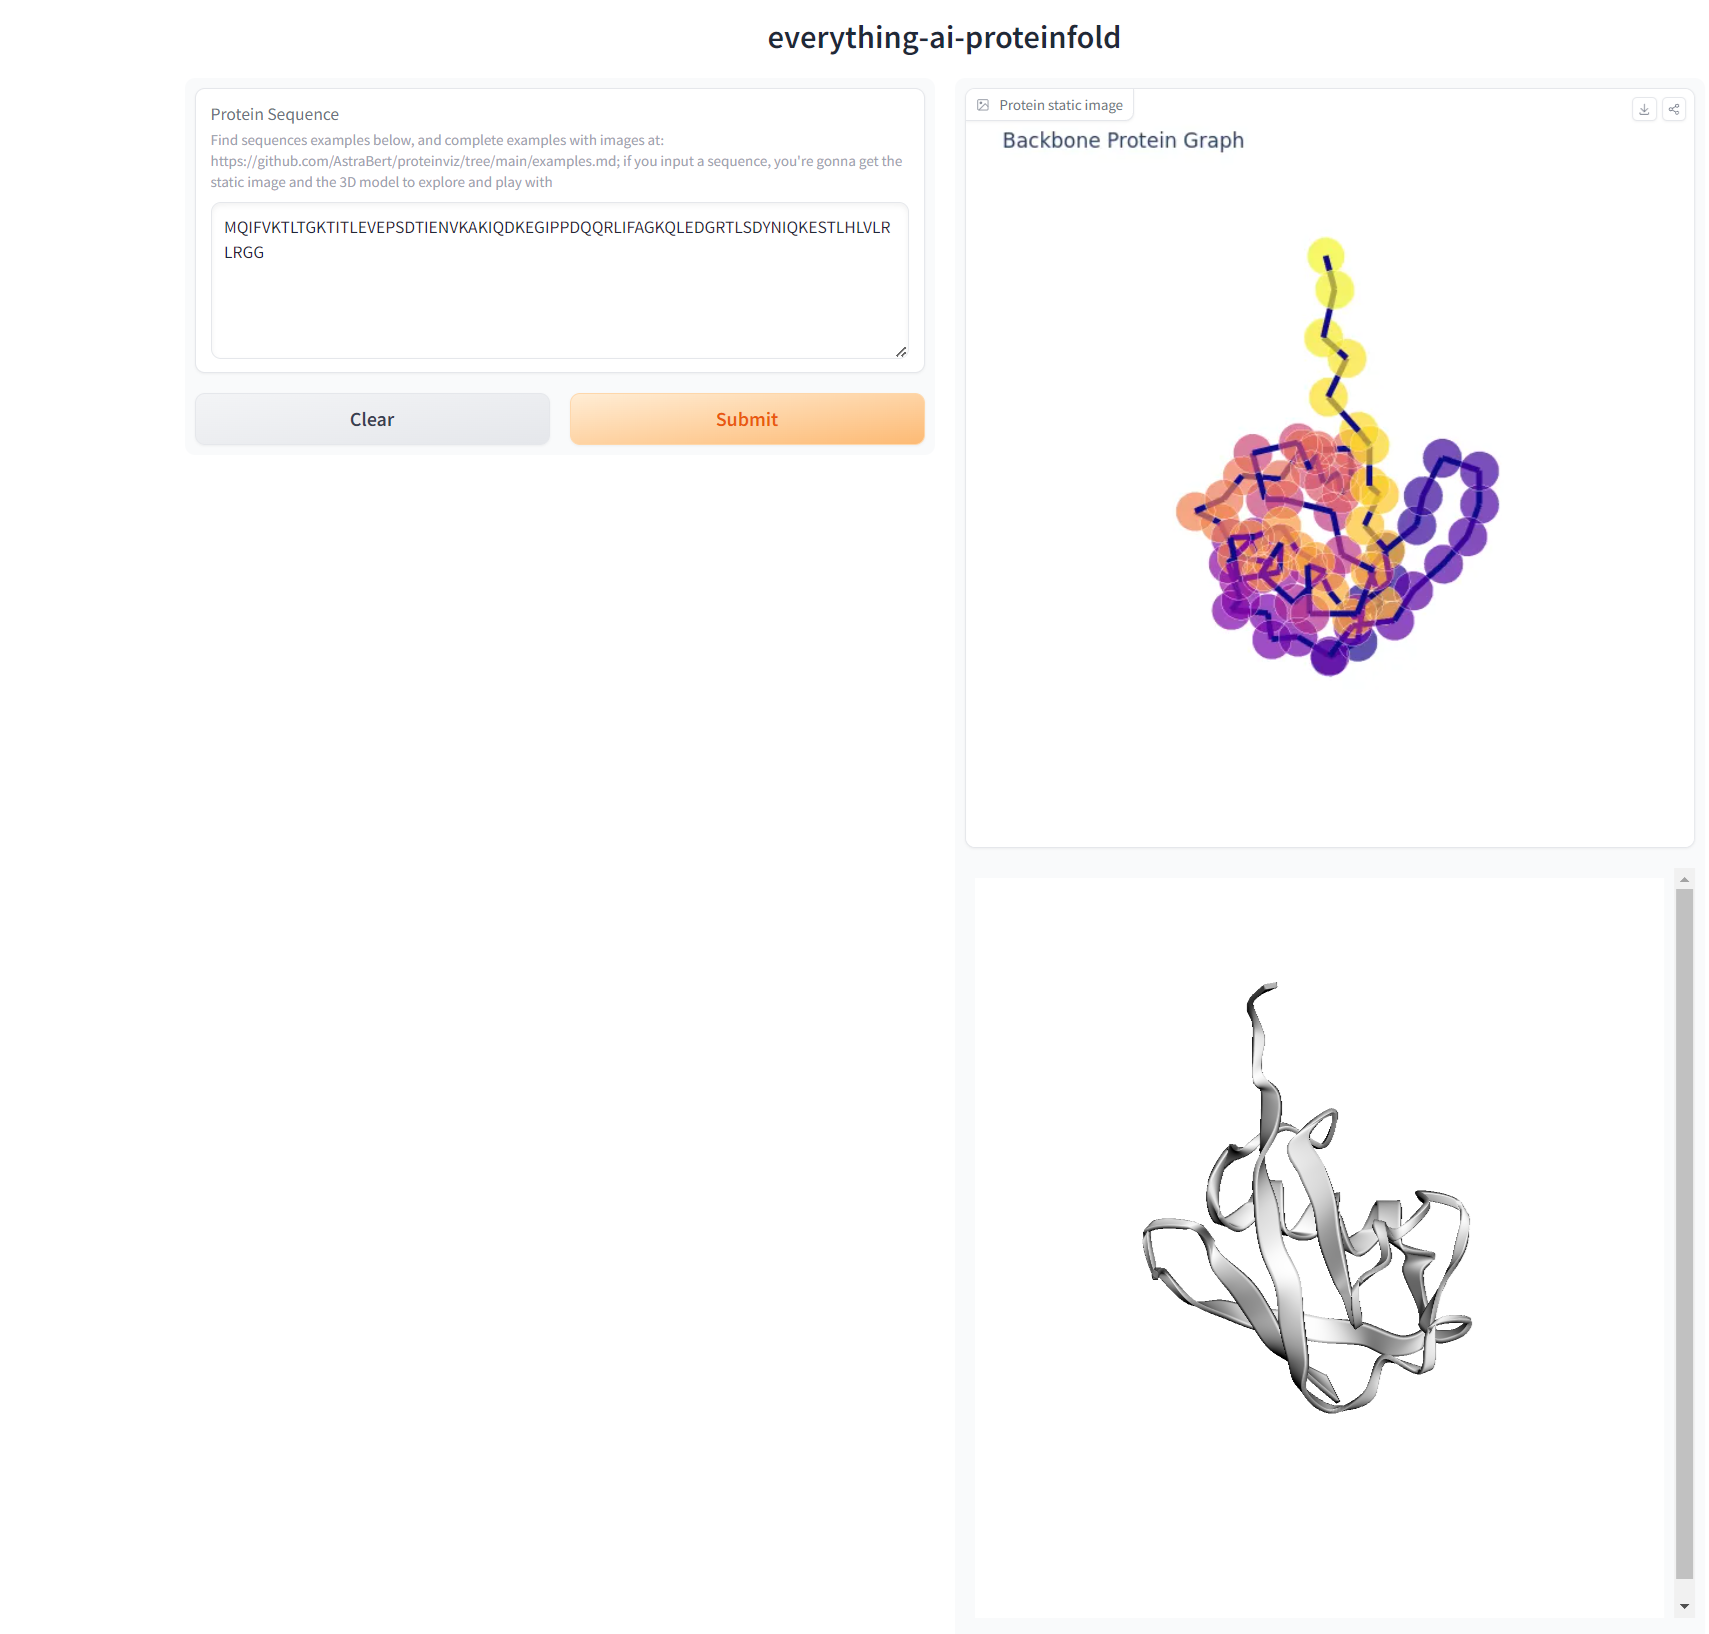 everything-ai-proteinfold
Protein Sequence
Find sequences examples below, and complete examples with images at:
https://github.com/AstraBert/proteinviz/tree/main/examples.md; if you input a sequence, you're gonna get the
static image and the 3D model to explore and play with
MQIFVKTLTGKTITLEVEPSDTIENVKAKIQDKEGIPPDQQRLIFAGKQLEDGRTLSDYNIQKESTLHLVLR
LRGG
Clear
Submit
Protein static image
Backbone Protein Graph